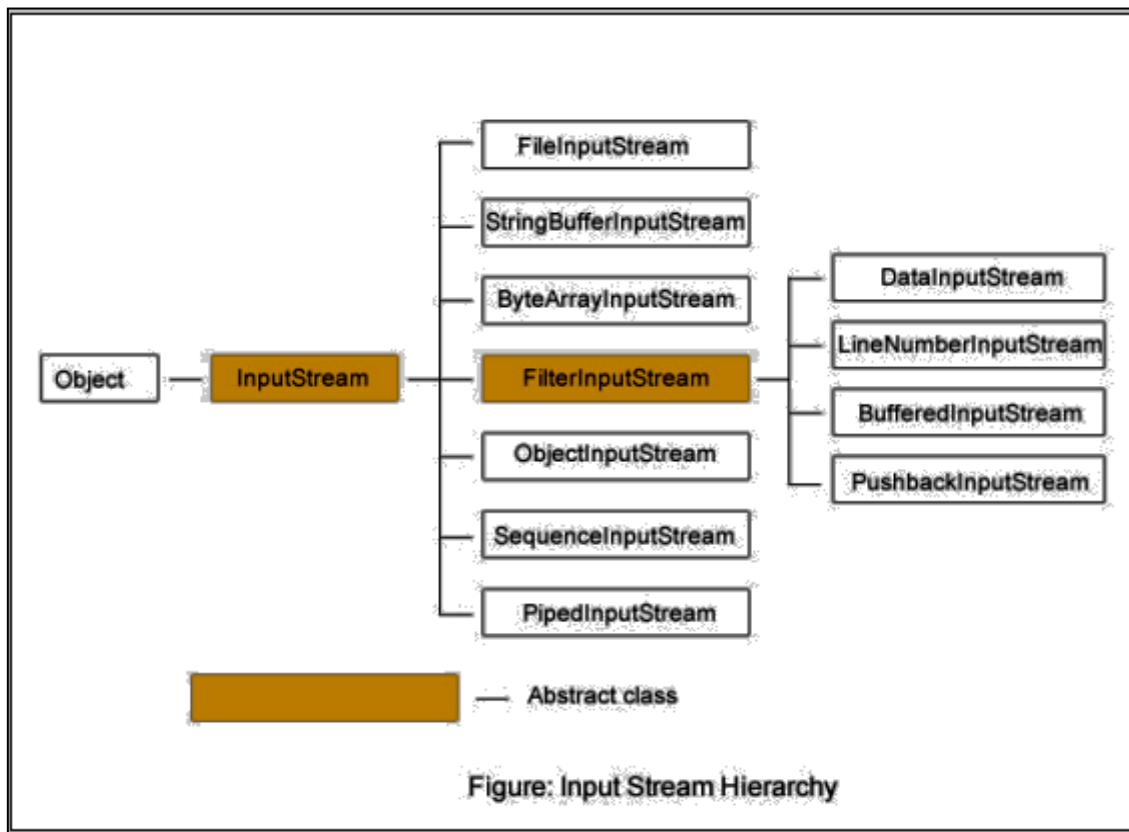 FileInputStream
StringBufferInputStream
ByteArrayInputStream
DataInputStream
LineNumberInputStream
Object
InputStream
FilterInputStream
BufferedInputStream
ObjectInputStream
PushbackInputStream
SequenceInputStream
PipedInputStream
Abstract class
Figure: Input Stream Hierarchy